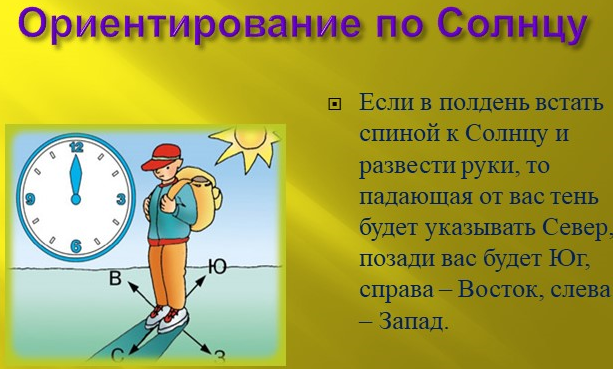 Ориентирование по Солнцу
Если в полдень встать
спиной к Солнцу и
развести руки, то
падающая от вас тень
будет указывать Север,
позади вас будет Юг,
справа – Восток, слева
– Запад.
12
9
3
6
В
Ю
С
З